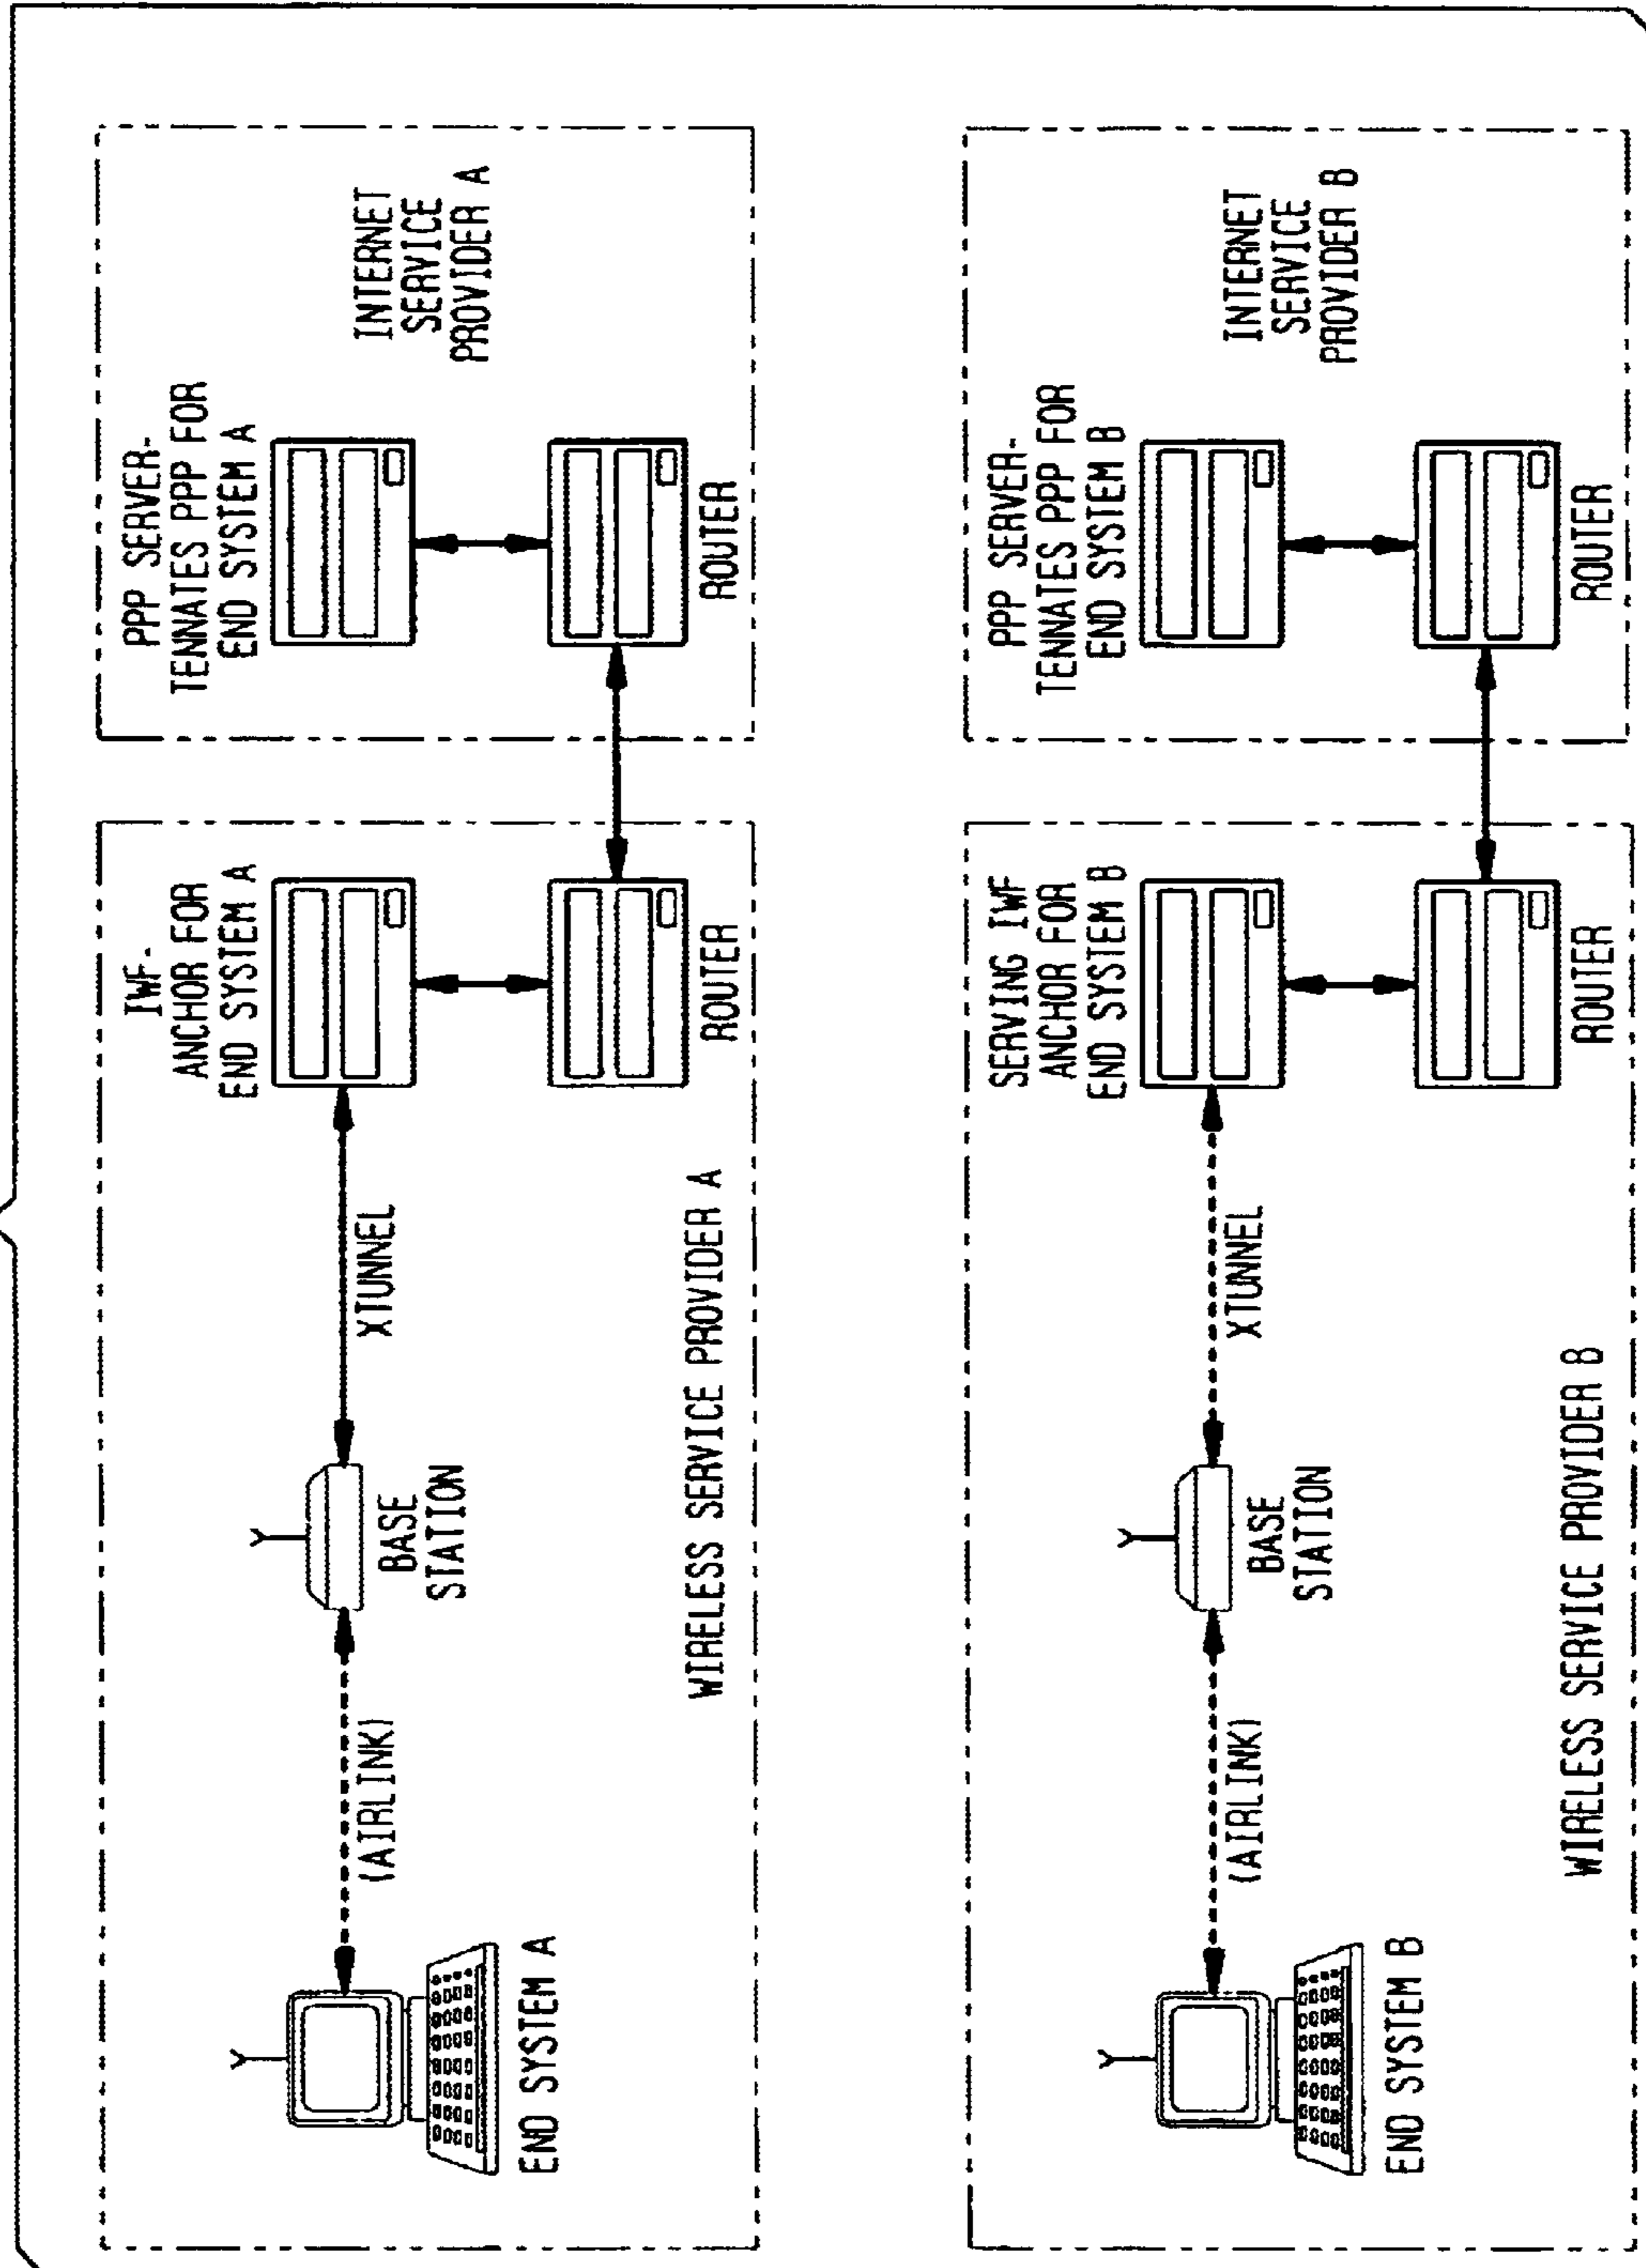 IWF-
ANCHOR FOR
END SYSTEM A
PPP SERVER-
TENNATES PPP FOR
END SYSTEM A
INTERNET
SERVICE
PROVIDER A
(AIRLINK)
XTUNNEL
BASE
STATION
END SYSTEM A
ROUTER
ROUTER
WIRELESS SERVICE PROVIDER A
SERVING IWF
ANCHOR FOR
END SYSTEM B
PPP SERVER-
TENNATES PPP FOR
END SYSTEM B
INTERNET
SERVICE
PROVIDER B
(AIRLINK)
XTUNNEL
BASE
STATION
END SYSTEM B
ROUTER
ROUTER
WIRELESS SERVICE PROVIDER B